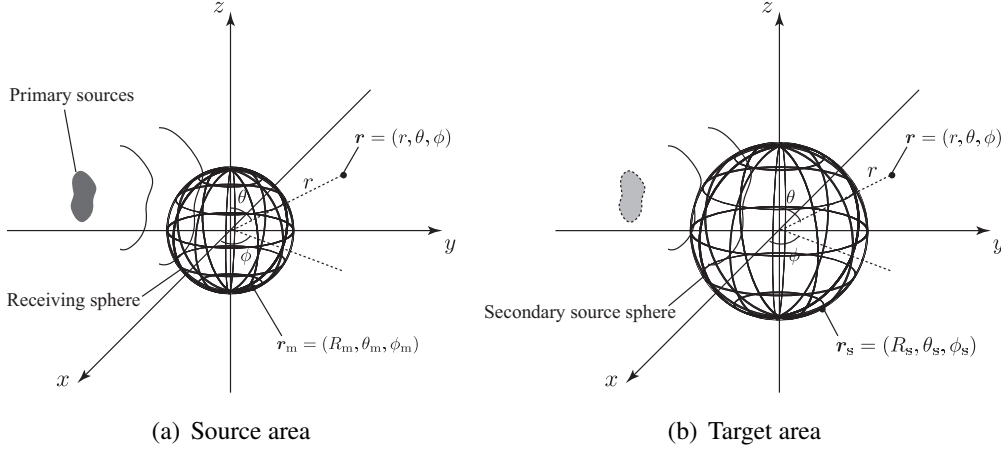 z
Primary sources
r = (r, θ, ϕ)
r
θ
y
ϕ
Receiving sphere
r_m = (R_m, θ_m, ϕ_m)
x
(a) Source area
z
r = (r, θ, ϕ)
r
θ
y
ϕ
Secondary source sphere
r_s = (R_s, θ_s, ϕ_s)
x
(b) Target area